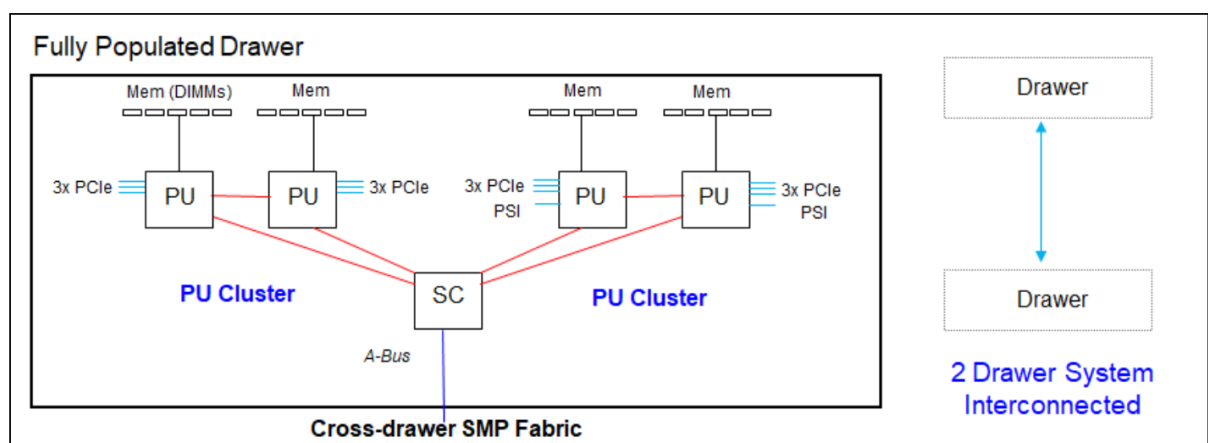 Fully Populated Drawer
Mem (DIMMs)
Mem
Mem
Mem
3x PCIe
PU
PU
3x PCIe
3x PCIe
PSI
PU
PU
3x PCIe
PSI
PU Cluster
SC
PU Cluster
A-Bus
Cross-drawer SMP Fabric
Drawer
Drawer
2 Drawer System
Interconnected